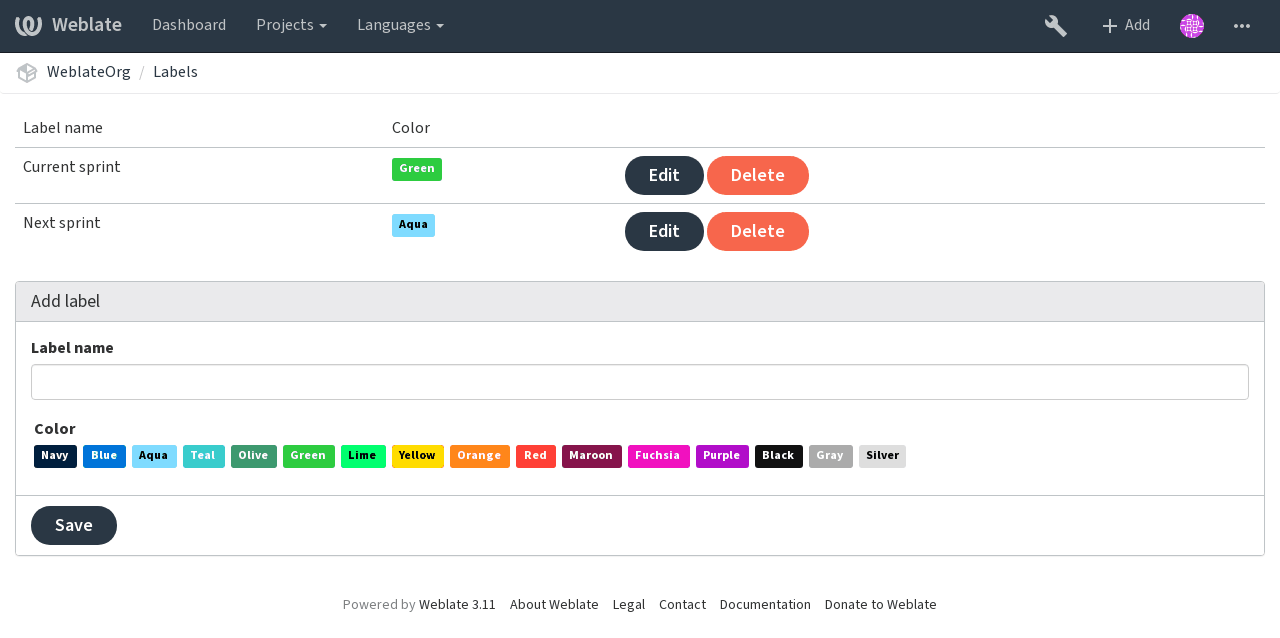 Weblate Dashboard Projects Languages Add
WeblateOrg / Labels
Label name Color
Current sprint Green Edit Delete
Next sprint Aqua Edit Delete
Add label
Label name
Color
Navy Blue Aqua Teal Olive Green Lime Yellow Orange Red Maroon Fuchsia Purple Black Gray Silver
Save
Powered by Weblate 3.11 About Weblate Legal Contact Documentation Donate to Weblate